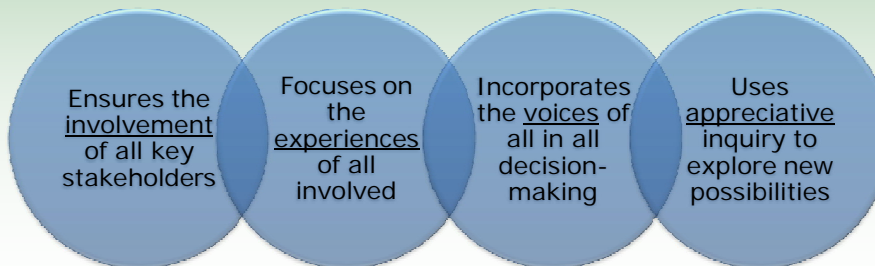 Ensures the
involvement
of all key
stakeholders
Focuses on
the
experiences
of all
involved
Incorporates
the voices of
all in all
decision-
making
Uses
appreciative
inquiry to
explore new
possibilities